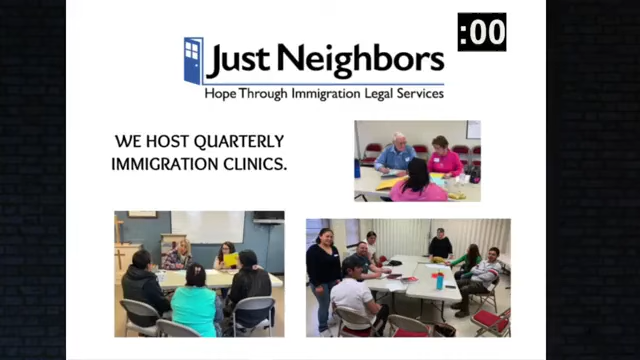 :00
Just Neighbors
Hope Through Immigration Legal Services
WE HOST QUARTERLY
IMMIGRATION CLINICS.